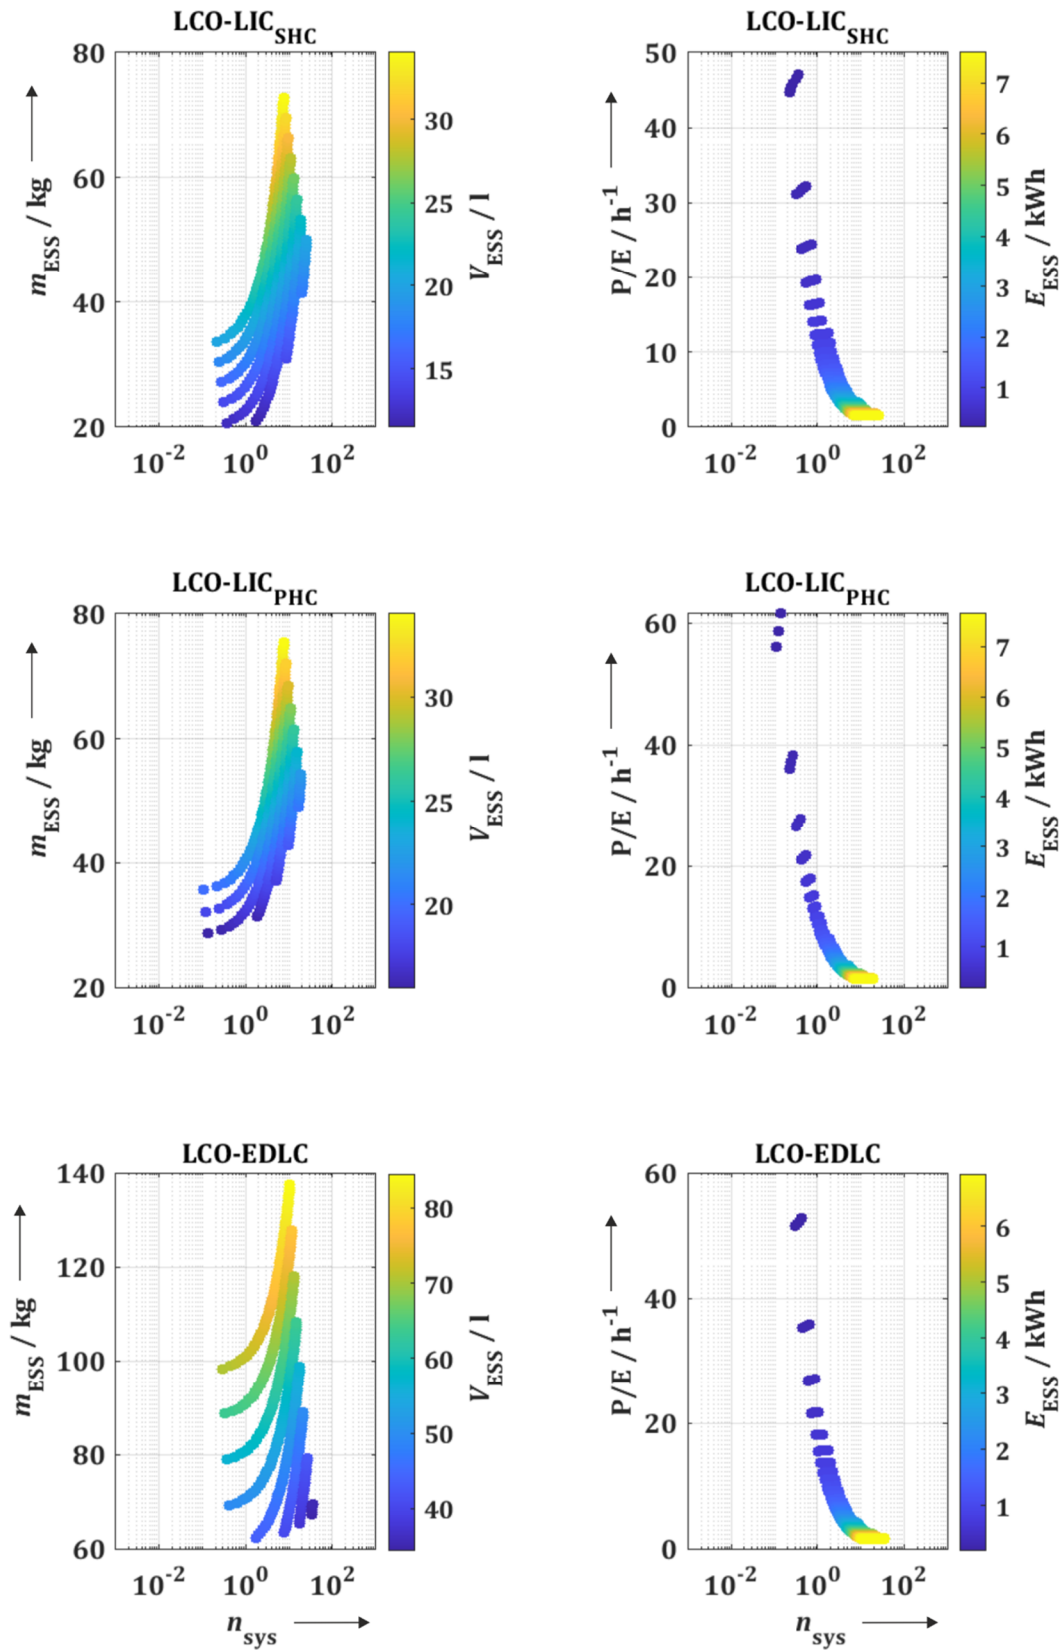 LCO-LIC_SHC
80
60
40
20
m_ESS / kg
10^-2 10^0 10^2
30
25
20
15
V_ESS / l
LCO-LIC_SHC
50
40
30
20
10
0
P/E / h^-1
10^-2 10^0 10^2
7
6
5
4
3
2
1
E_ESS / kWh
LCO-LIC_PHC
80
60
40
20
m_ESS / kg
10^-2 10^0 10^2
30
25
20
V_ESS / l
LCO-LIC_PHC
60
40
20
0
P/E / h^-1
10^-2 10^0 10^2
7
6
5
4
3
2
1
E_ESS / kWh
LCO-EDLC
140
120
100
80
60
m_ESS / kg
10^-2 10^0 10^2
n_sys
80
70
60
50
40
V_ESS / l
LCO-EDLC
60
40
20
0
P/E / h^-1
10^-2 10^0 10^2
n_sys
6
5
4
3
2
1
E_ESS / kWh